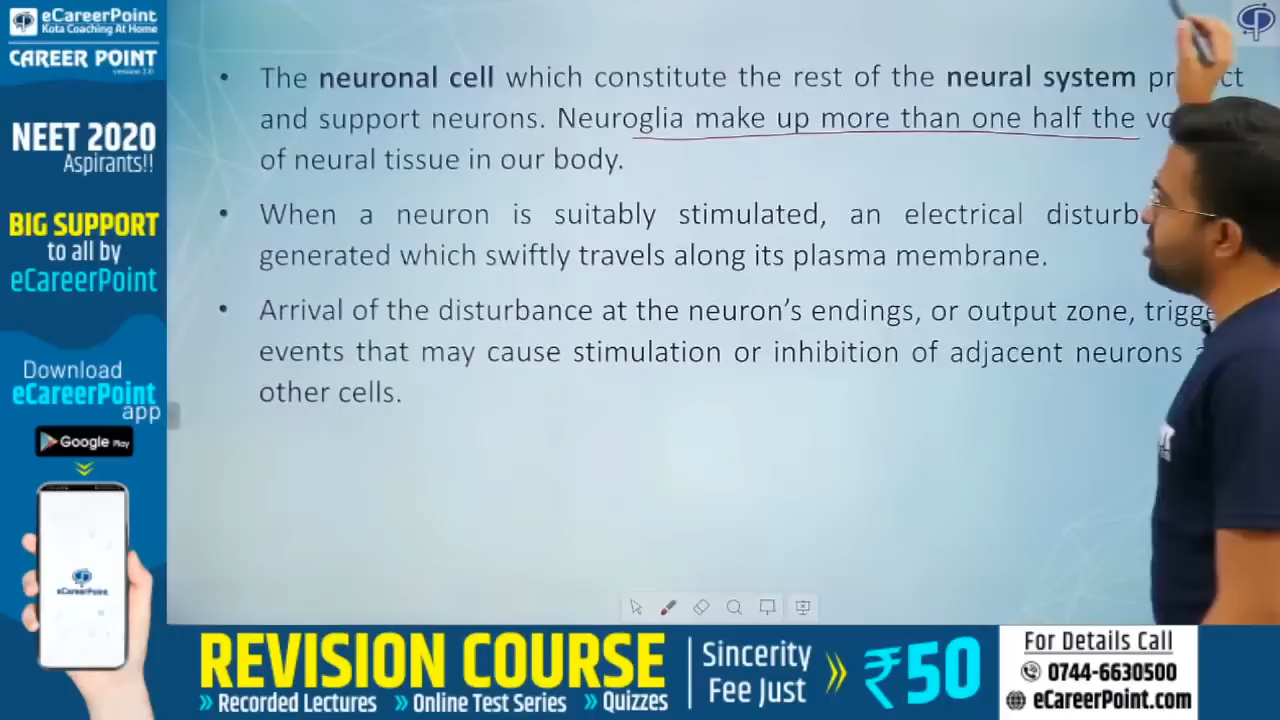 eCareerPoint
Kota Coaching At Home
CAREER POINT
version 2.0
NEET 2020
Aspirants!!
BIG SUPPORT
to all by
eCareerPoint
Download
eCareerPoint
app
Google Play
eCareerPoint
• The neuronal cell which constitute the rest of the neural system
and support neurons. Neuroglia make up more than one half the
of neural tissue in our body.
• When a neuron is suitably stimulated, an electrical
generated which swiftly travels along its plasma membrane.
• Arrival of the disturbance at the neuron's endings, or output zone,
events that may cause stimulation or inhibition of adjacent neurons
other cells.
REVISION COURSE
» Recorded Lectures » Online Test Series » Quizzes
Sincerity
Fee Just
» ₹50
For Details Call
0744-6630500
eCareerPoint.com